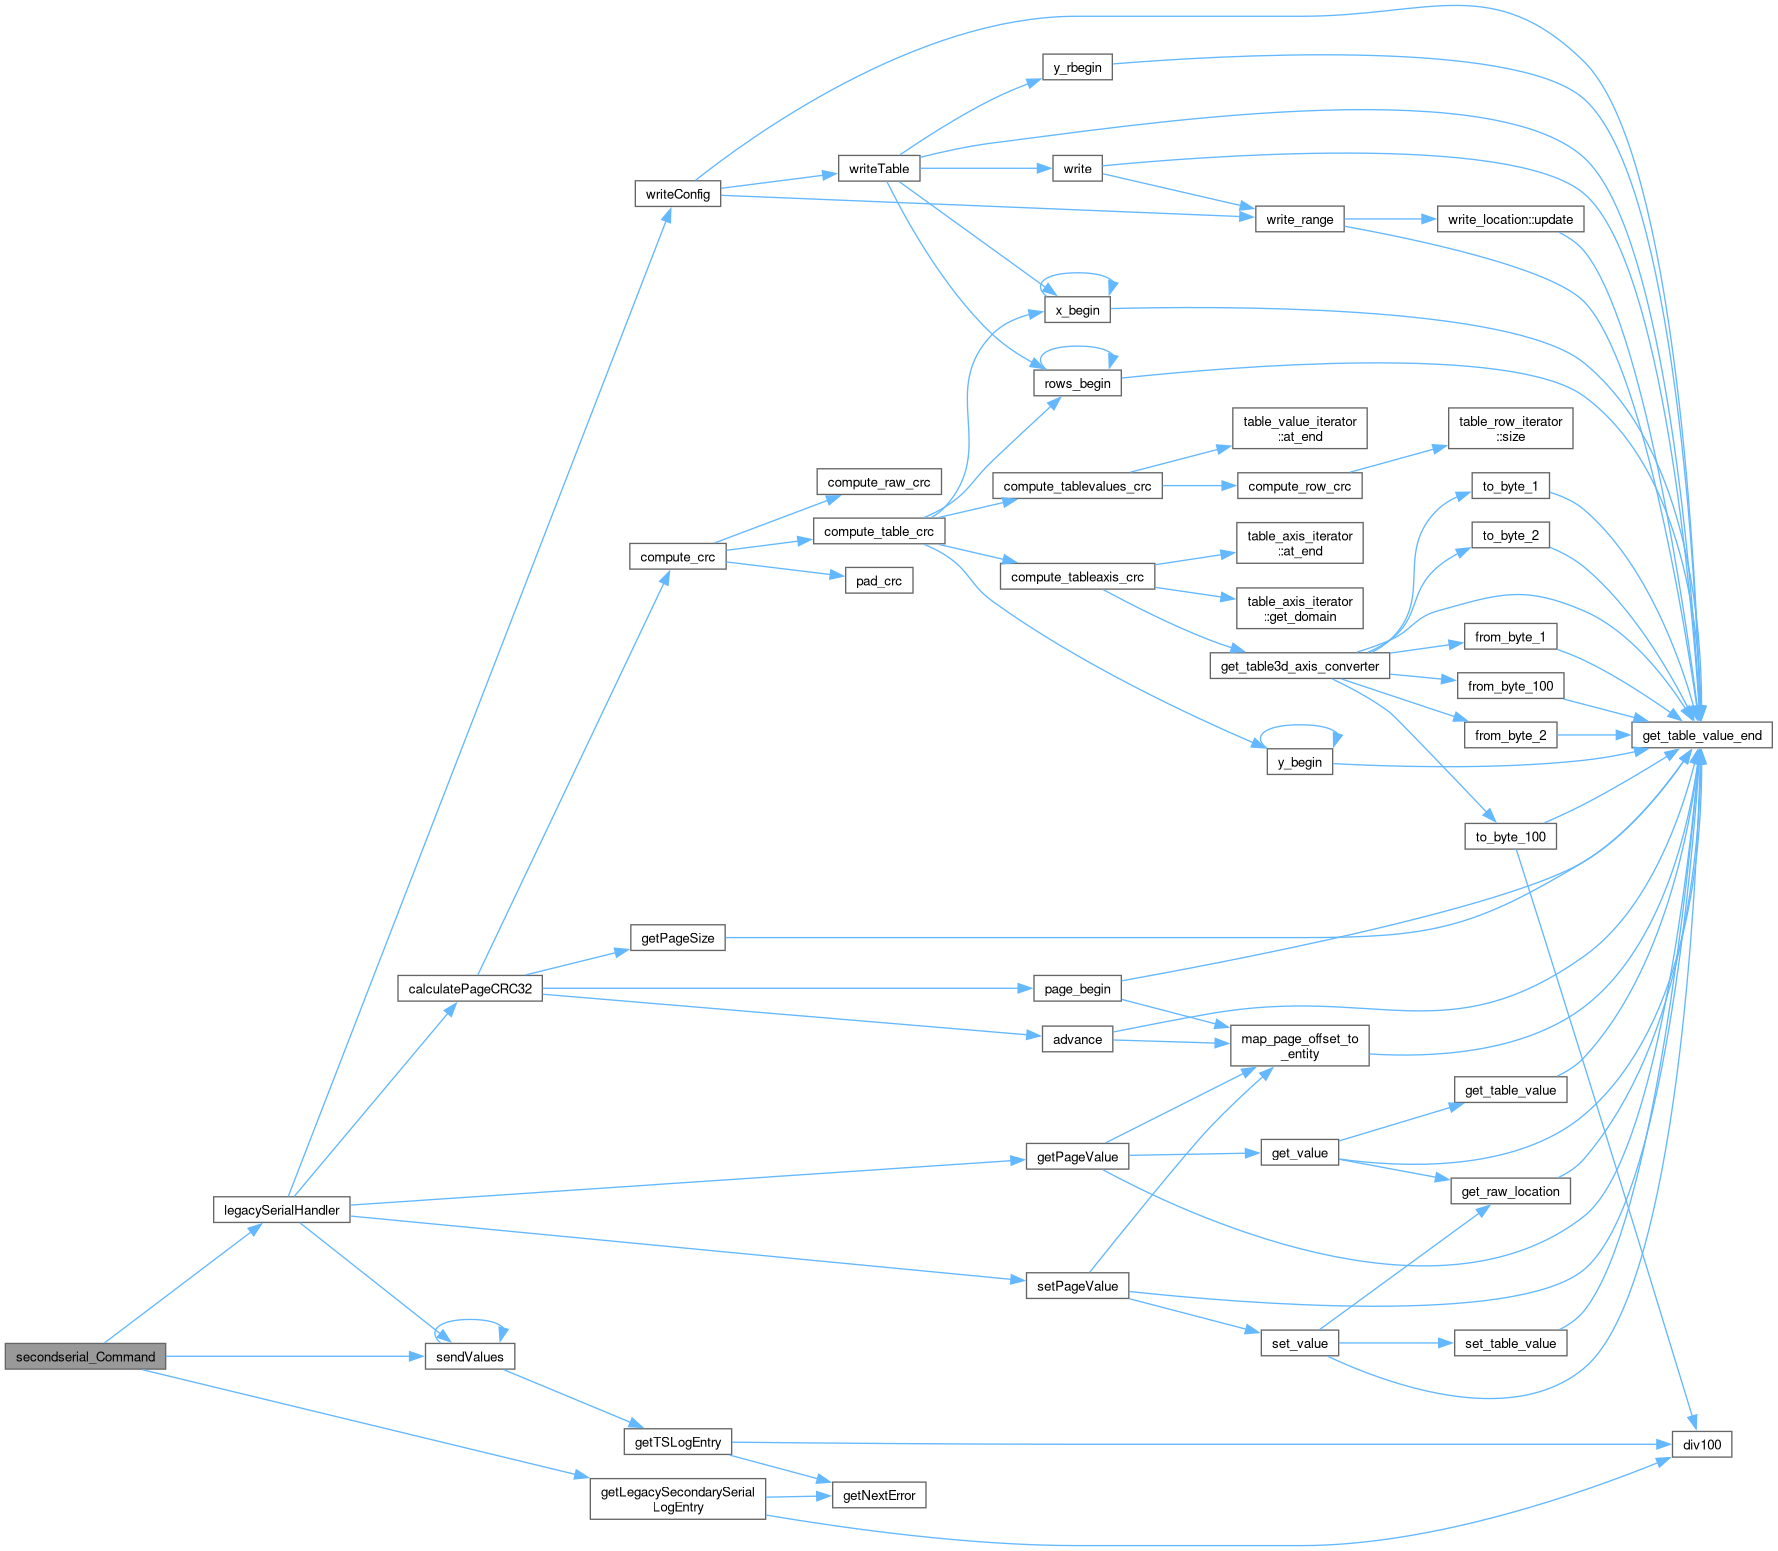 y_rbegin
writeTable
write
writeConfig
write_range
write_location::update
x_begin
rows_begin
table_value_iterator
::at_end
table_row_iterator
::size
compute_raw_crc
compute_tablevalues_crc
compute_row_crc
to_byte_1
compute_table_crc
to_byte_2
compute_crc
table_axis_iterator
::at_end
pad_crc
compute_tableaxis_crc
table_axis_iterator
::get_domain
from_byte_1
get_table3d_axis_converter
from_byte_100
from_byte_2
get_table_value_end
y_begin
to_byte_100
getPageSize
calculatePageCRC32
page_begin
advance
map_page_offset_to
_entity
get_table_value
getPageValue
get_value
get_raw_location
legacySerialHandler
setPageValue
set_value
set_table_value
secondserial_Command
sendValues
getTSLogEntry
div100
getLegacySecondarySerial
LogEntry
getNextError